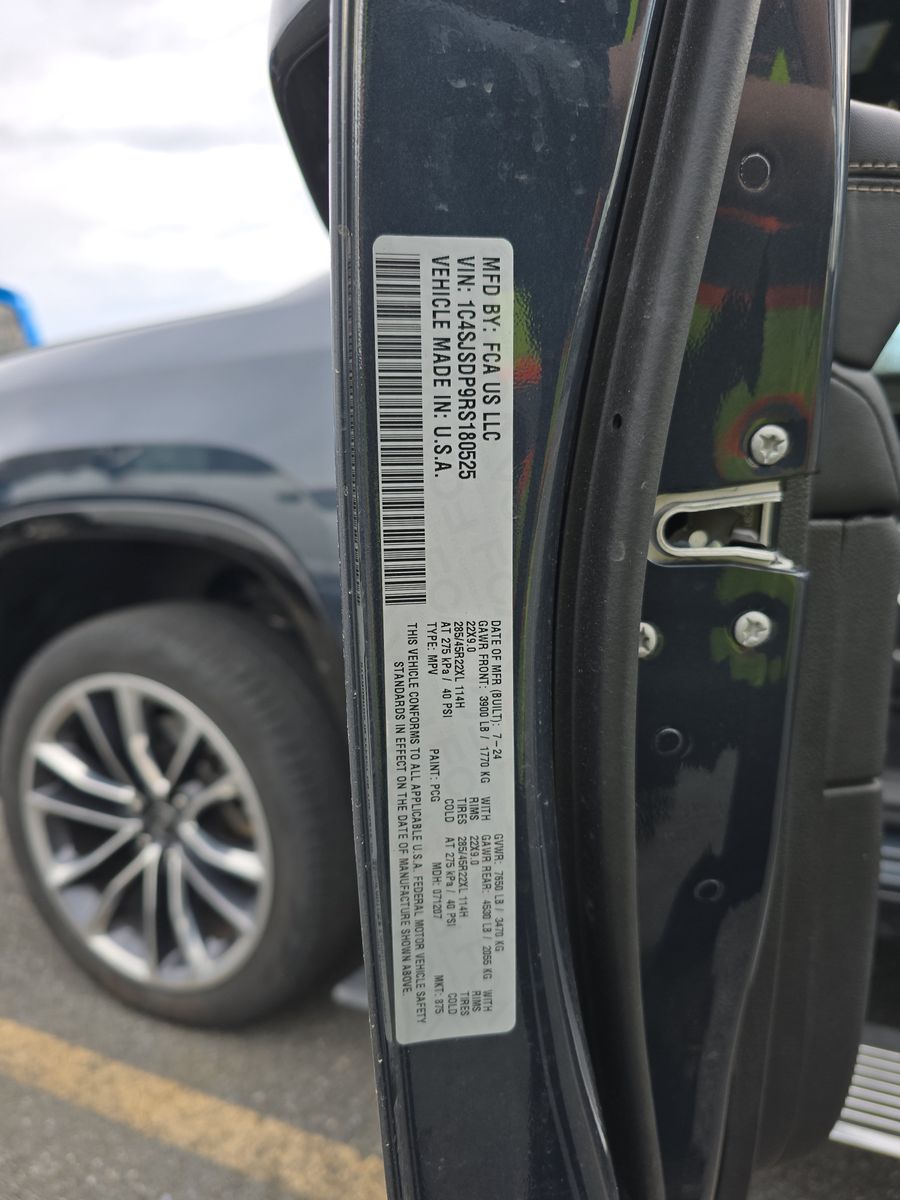 MFD BY: FCA US LLC
VIN: 1C4SJSDP9RS180525
VEHICLE MADE IN: U.S.A.
DATE OF MFR (BUILT): 7-24 GVWR: 7650 LB / 3470 KG
GAWR FRONT: 3900 LB / 1770 KG WITH GAWR REAR: 4530 LB / 2055 KG WITH
22X9.0 RIMS 22X9.0 RIMS
285/45R22XL 114H TIRES 285/45R22XL 114H TIRES
AT 275 kPa / 40 PSI COLD AT 275 kPa / 40 PSI COLD
TYPE: MPV PAINT: PCG MDH: 071207 MKT: 875
THIS VEHICLE CONFORMS TO ALL APPLICABLE U.S.A. FEDERAL MOTOR VEHICLE SAFETY
STANDARDS IN EFFECT ON THE DATE OF MANUFACTURE SHOWN ABOVE.